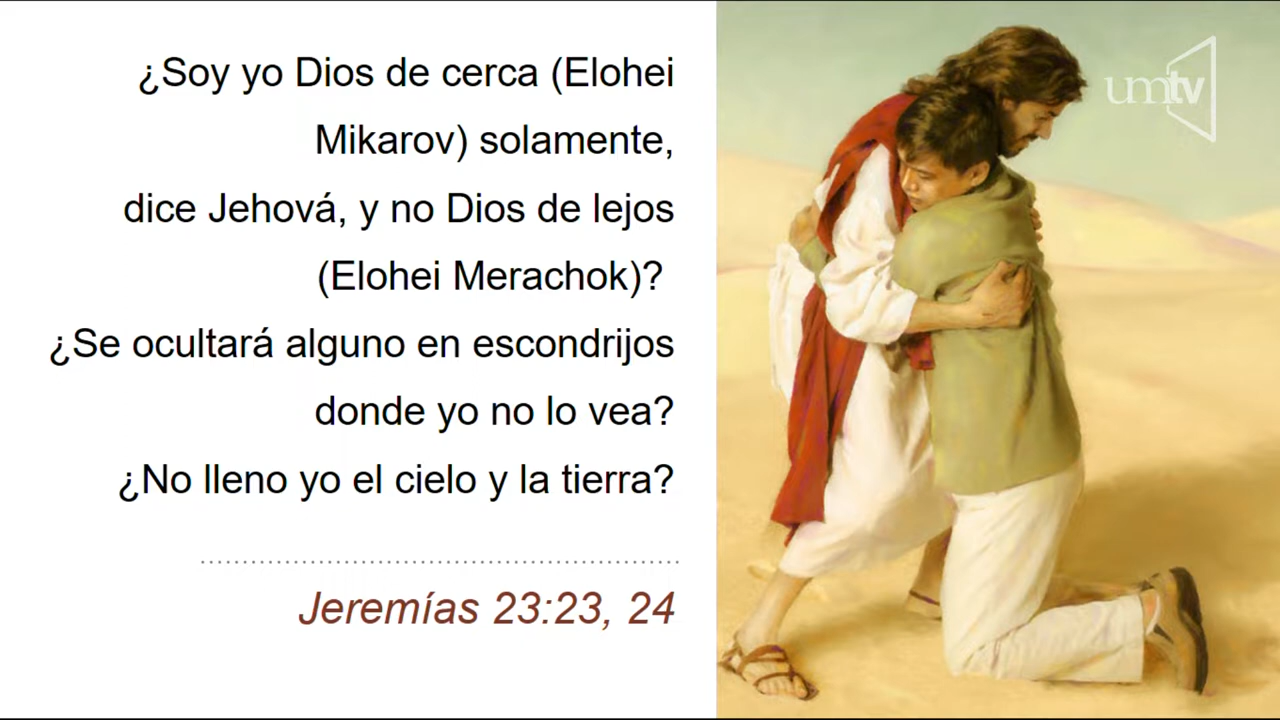 ¿Soy yo Dios de cerca (Elohei
Mikarov) solamente,
dice Jehová, y no Dios de lejos
(Elohei Merachok)?
¿Se ocultará alguno en escondrijos
donde yo no lo vea?
¿No lleno yo el cielo y la tierra?
Jeremías 23:23, 24
umtv